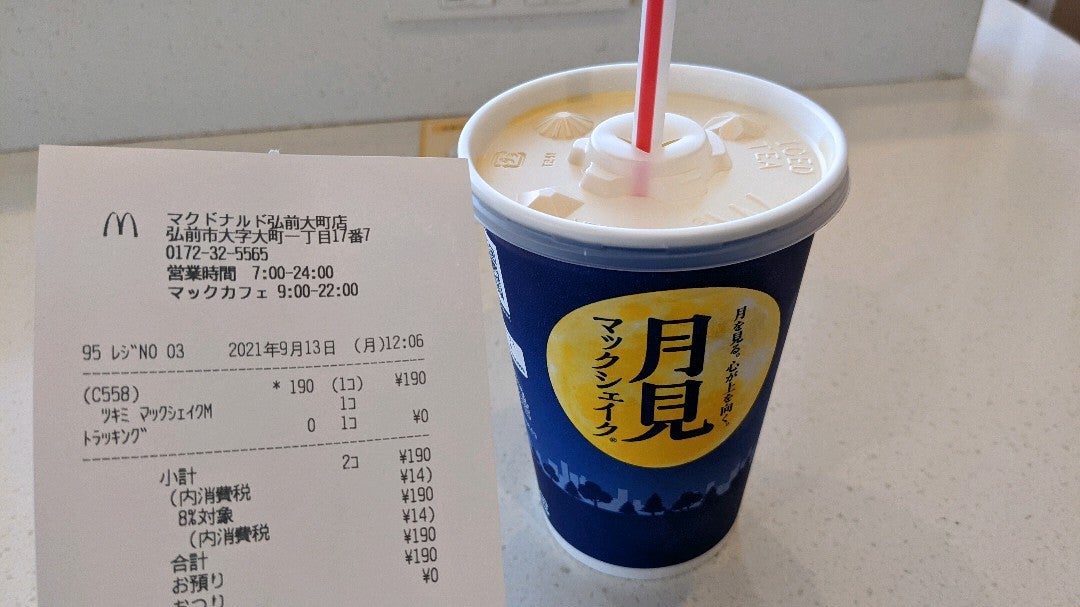 マクドナルド弘前大町店
弘前市大字大町一丁目17番7
0172-32-5565
営業時間 7:00-24:00
マックカフェ 9:00-22:00
95 ﾚｼﾞNO 03 2021年9月13日 (月)12:06
(C558) * 190 (1コ) ¥190
ツキミ マックシェイクM 1コ
トラッキング 0 1コ ¥0
2コ ¥190
小計 ¥14)
(内消費税 ¥190
8%対象 ¥14)
(内消費税 ¥190
合計 ¥190
お預り ¥0
おつり
ICED
TEA
月を見る。心が上を向く。
月見
マックシェイク®